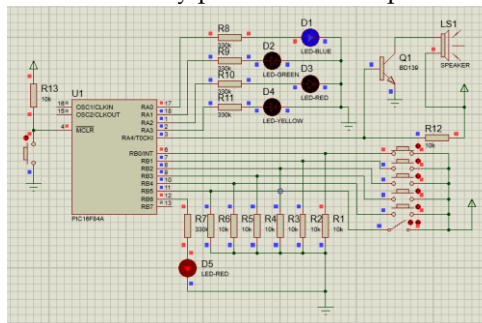 R8
330k
R9
330k
R10
330k
R11
330k
D1
LED-BLUE
D2
LED-GREEN
D3
LED-RED
D4
LED-YELLOW
LS1
SPEAKER
Q1
BD139
R13
10k
U1
16 OSC1/CLKIN
15 OSC2/CLKOUT
4 MCLR
RA0 17
RA1 18
RA2 1
RA3 2
RA4/TOCKI 3
RB0/INT 6
RB1 7
RB2 8
RB3 9
RB4 10
RB5 11
RB6 12
RB7 13
PIC16F84A
R12
10k
R7
330k
R6
10k
R5
10k
R4
10k
R3
10k
R2
10k
R1
10k
D5
LED-RED